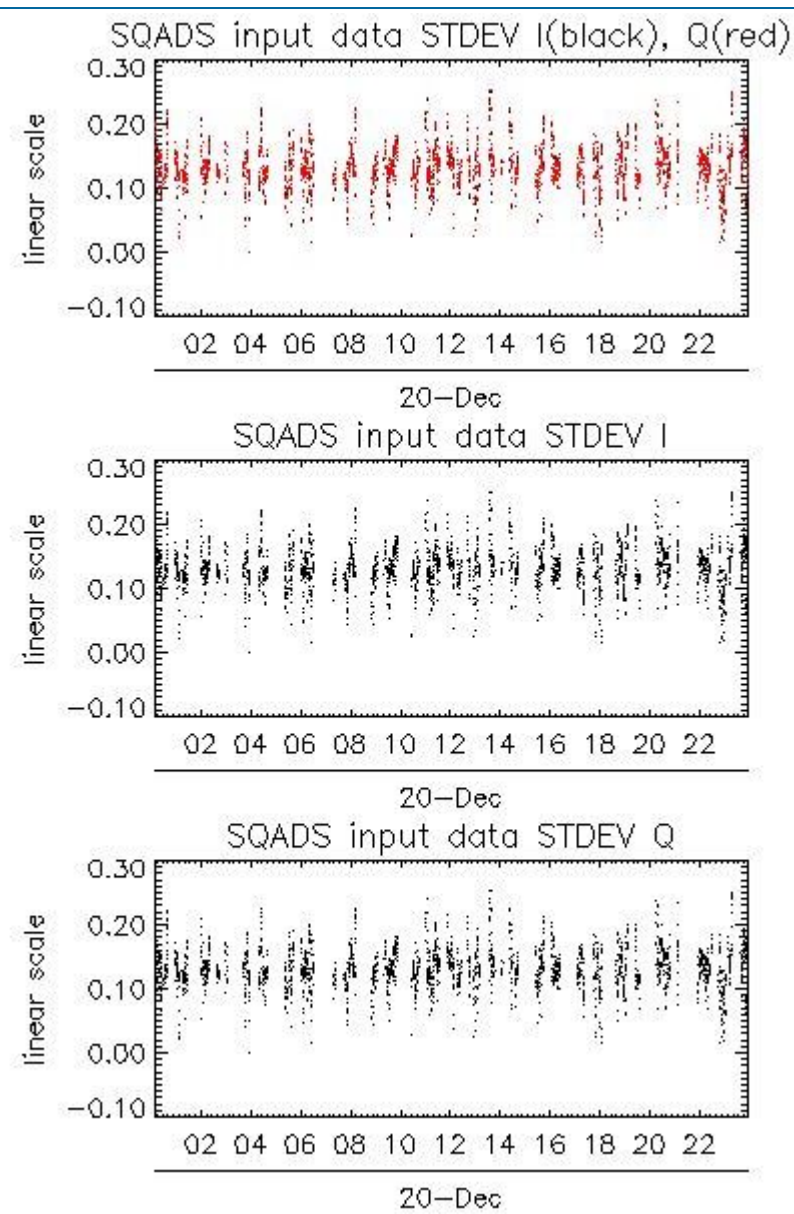 SQADS input data STDEV I(black), Q(red)
0.30
0.20
0.10
0.00
-0.10
linear scale
02 04 06 08 10 12 14 16 18 20 22
20-Dec
SQADS input data STDEV I
0.30
0.20
0.10
0.00
-0.10
linear scale
02 04 06 08 10 12 14 16 18 20 22
20-Dec
SQADS input data STDEV Q
0.30
0.20
0.10
0.00
-0.10
linear scale
02 04 06 08 10 12 14 16 18 20 22
20-Dec